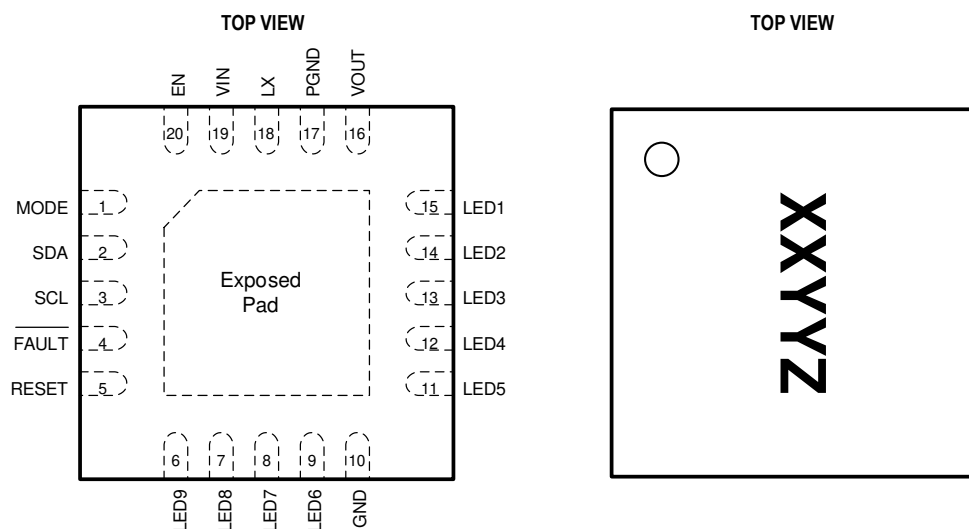 TOP VIEW
TOP VIEW
EN
VIN
LX
PGND
VOUT
20
19
18
17
16
MODE 1
SDA 2
SCL 3
FAULT 4
RESET 5
Exposed
Pad
15 LED1
14 LED2
13 LED3
12 LED4
11 LED5
6
7
8
9
10
LED9
LED8
LED7
LED6
GND
XXYYZ